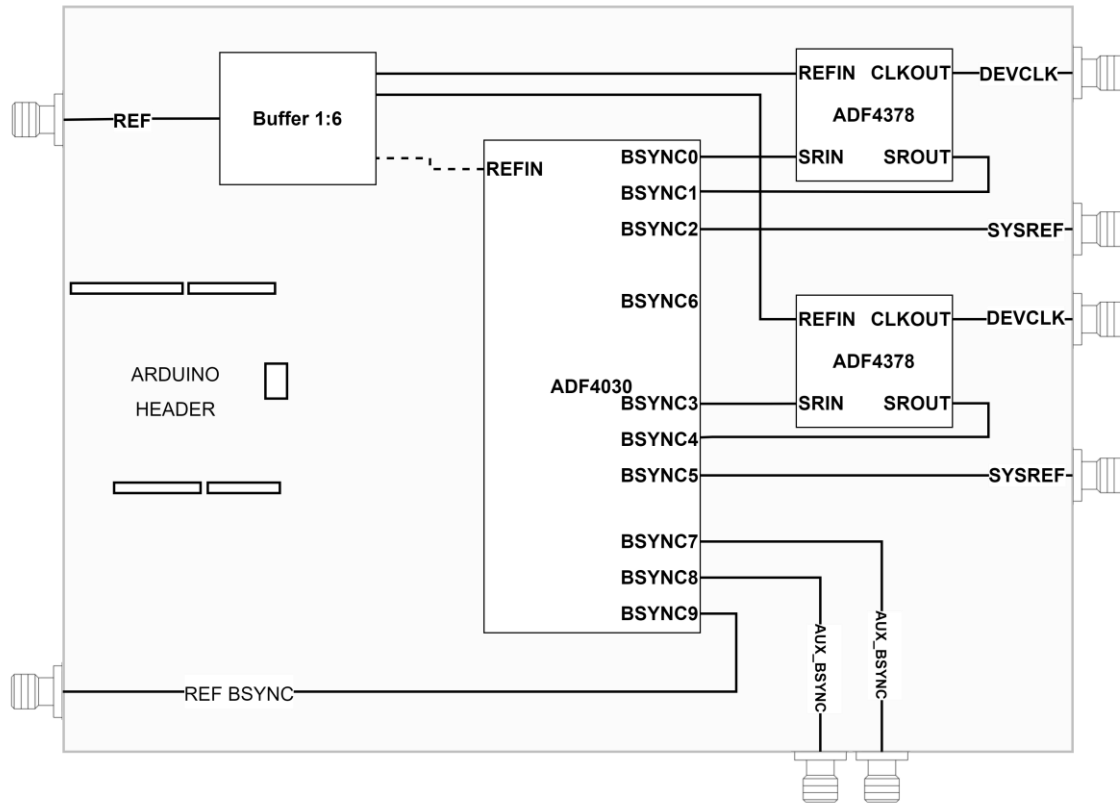 REFIN CLKOUT
DEVCLK
Buffer 1:6
ADF4378
REF
SRIN SROUT
REFIN
BSYNC0
BSYNC1
BSYNC2
SYSREF
BSYNC6
REFIN CLKOUT
DEVCLK
ADF4378
ARDUINO
HEADER
ADF4030
BSYNC3
SRIN SROUT
BSYNC4
BSYNC5
SYSREF
BSYNC7
BSYNC8
BSYNC9
AUX_BSYNC
AUX_BSYNC
REF BSYNC